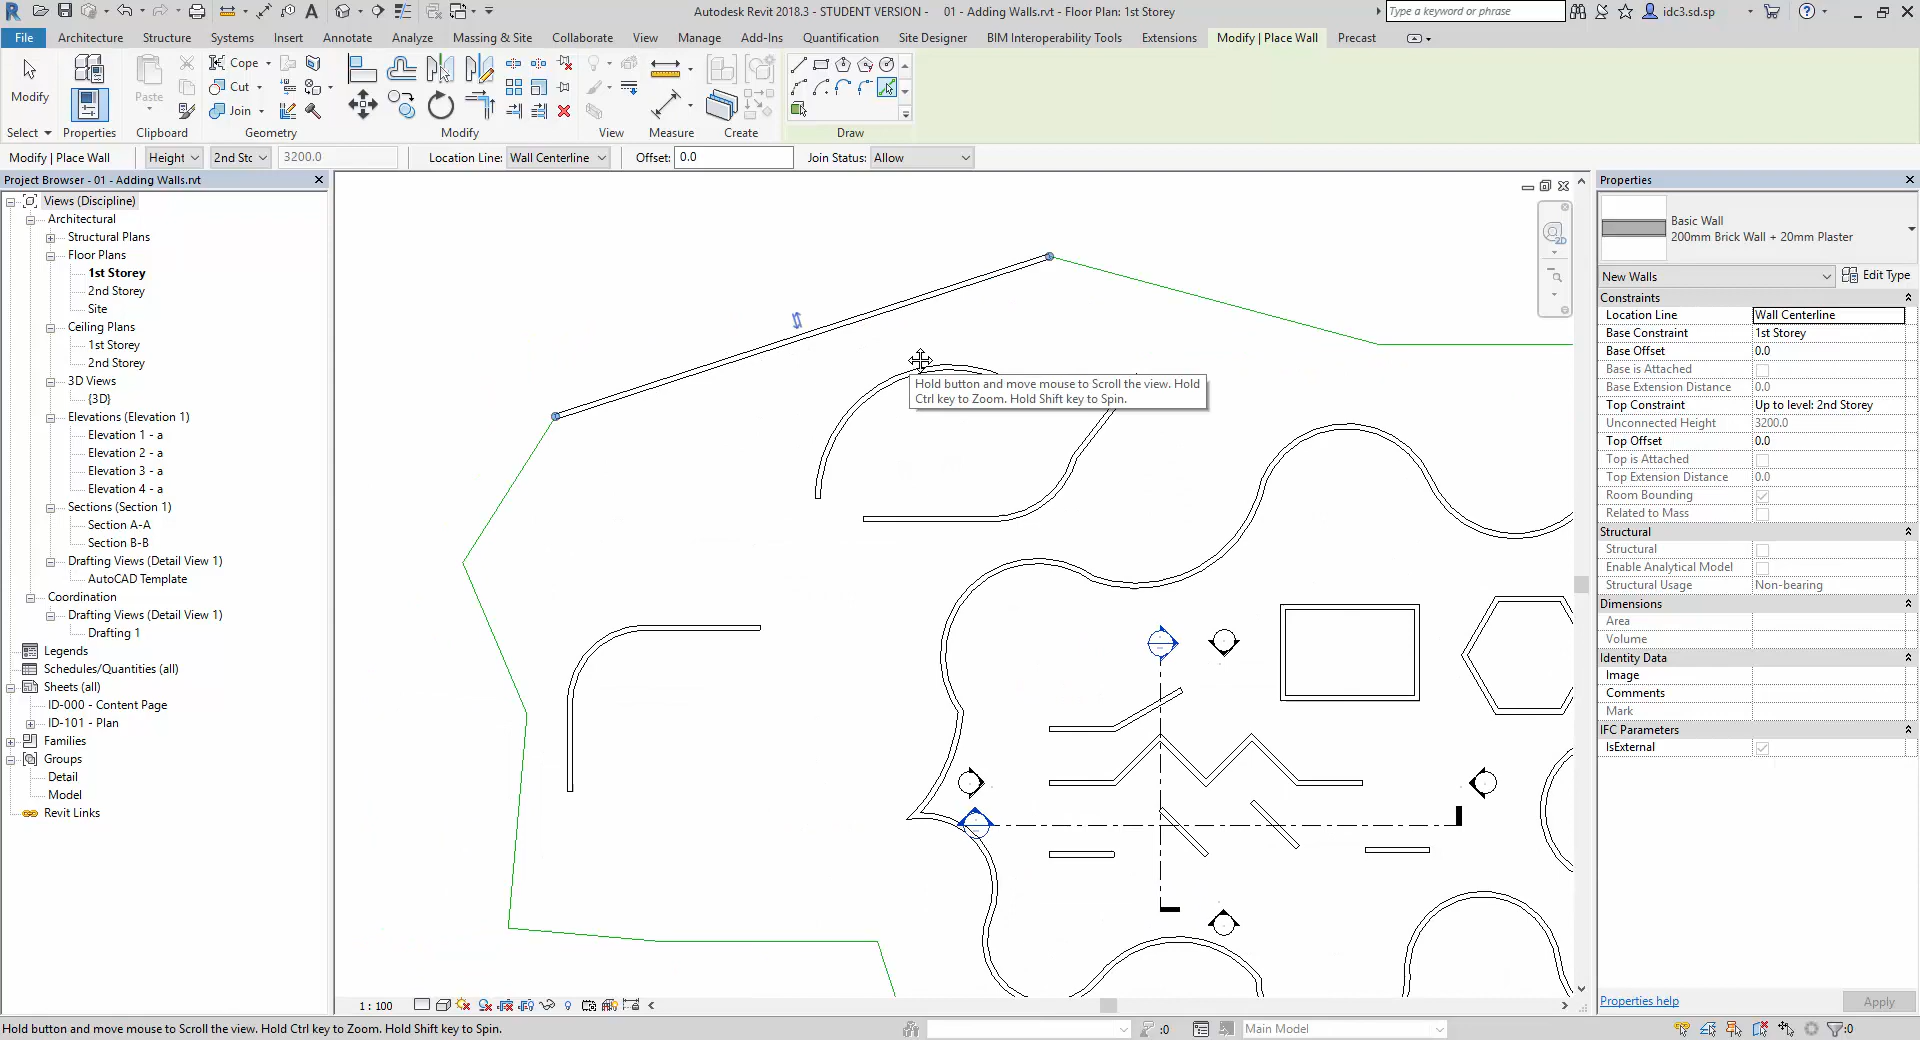 Autodesk Revit 2018.3 - STUDENT VERSION - 01 - Adding Walls.rvt - Floor Plan: 1st Storey
Type a keyword or phrase
idc3.sd.sp
File Architecture Structure Systems Insert Annotate Analyze Massing & Site Collaborate View Manage Add-Ins Quantification Site Designer BIM Interoperability Tools Extensions Modify | Place Wall Precast
Modify
Paste
Cope
Cut
Join
Select Properties Clipboard Geometry Modify View Measure Create Draw
Modify | Place Wall Height 2nd Stc 3200.0 Location Line: Wall Centerline Offset: 0.0 Join Status: Allow
Project Browser - 01 - Adding Walls.rvt
Views (Discipline)
Architectural
Structural Plans
Floor Plans
1st Storey
2nd Storey
Site
Ceiling Plans
1st Storey
2nd Storey
3D Views
{3D}
Elevations (Elevation 1)
Elevation 1 - a
Elevation 2 - a
Elevation 3 - a
Elevation 4 - a
Sections (Section 1)
Section A-A
Section B-B
Drafting Views (Detail View 1)
AutoCAD Template
Coordination
Drafting Views (Detail View 1)
Drafting 1
Legends
Schedules/Quantities (all)
Sheets (all)
ID-000 - Content Page
ID-101 - Plan
Families
Groups
Detail
Model
Revit Links
Hold button and move mouse to Scroll the view. Hold
Ctrl key to Zoom. Hold Shift key to Spin.
2D
Properties
Basic Wall
200mm Brick Wall + 20mm Plaster
New Walls Edit Type
Constraints
Location Line Wall Centerline
Base Constraint 1st Storey
Base Offset 0.0
Base is Attached
Base Extension Distance 0.0
Top Constraint Up to level: 2nd Storey
Unconnected Height 3200.0
Top Offset 0.0
Top is Attached
Top Extension Distance 0.0
Room Bounding
Related to Mass
Structural
Structural
Enable Analytical Model
Structural Usage Non-bearing
Dimensions
Area
Volume
Identity Data
Image
Comments
Mark
IFC Parameters
IsExternal
Properties help Apply
1 : 100
Hold button and move mouse to Scroll the view. Hold Ctrl key to Zoom. Hold Shift key to Spin.
:0 Main Model :0